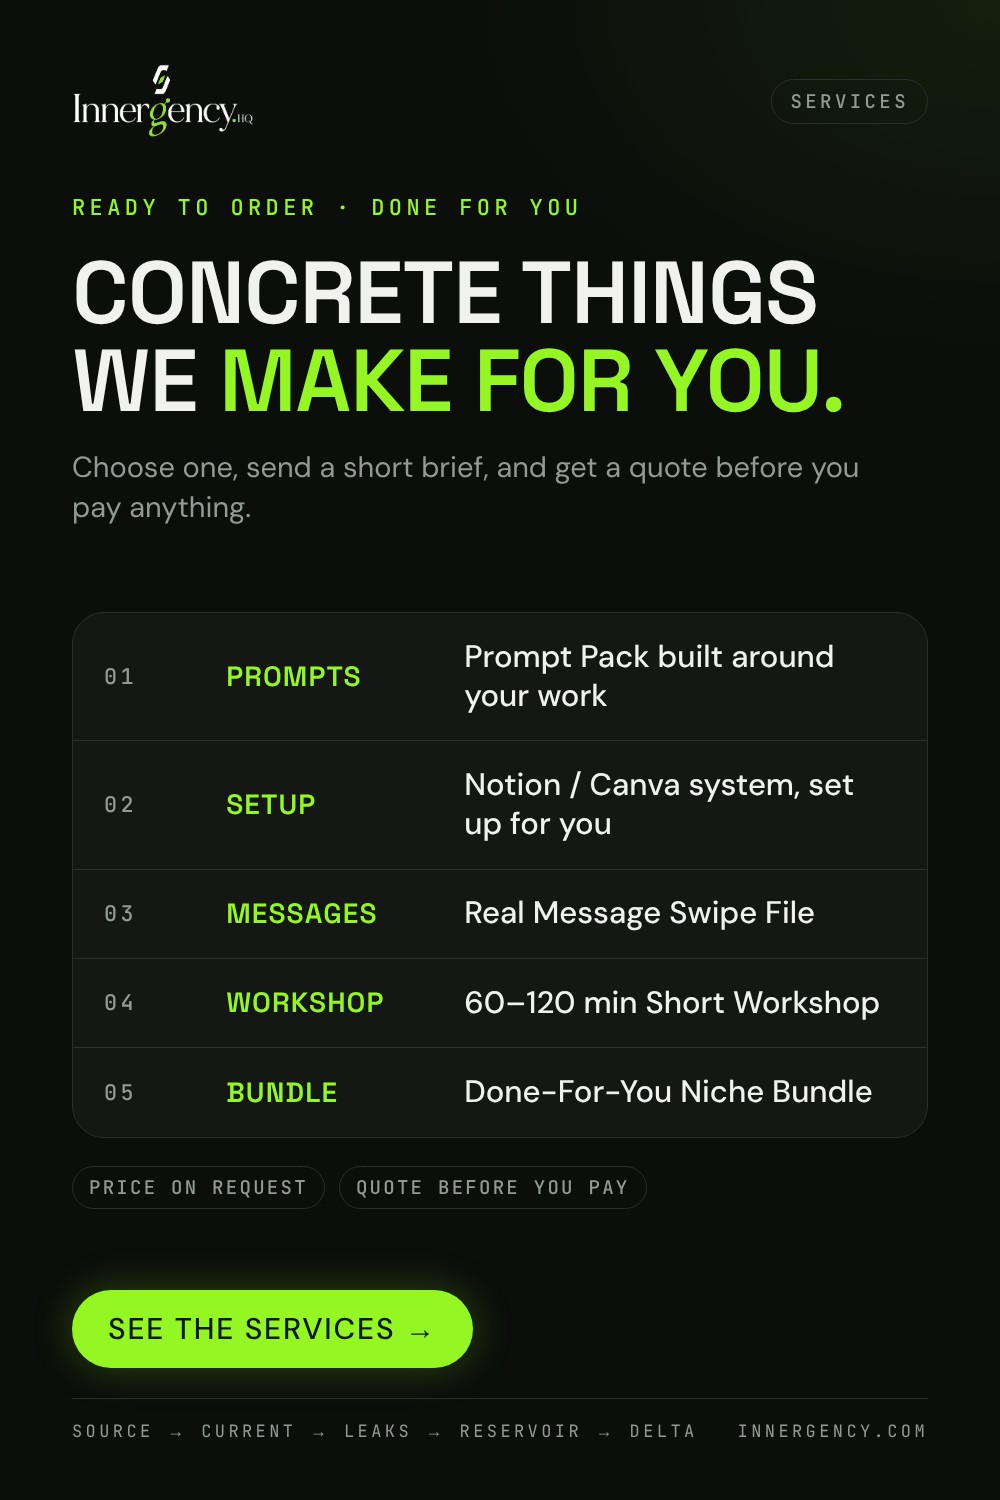 Innergency.HQ
SERVICES
READY TO ORDER · DONE FOR YOU
CONCRETE THINGS
WE MAKE FOR YOU.
Choose one, send a short brief, and get a quote before you
pay anything.
01 PROMPTS Prompt Pack built around
your work
02 SETUP Notion / Canva system, set
up for you
03 MESSAGES Real Message Swipe File
04 WORKSHOP 60–120 min Short Workshop
05 BUNDLE Done-For-You Niche Bundle
PRICE ON REQUEST QUOTE BEFORE YOU PAY
SEE THE SERVICES →
SOURCE → CURRENT → LEAKS → RESERVOIR → DELTA INNERGENCY.COM